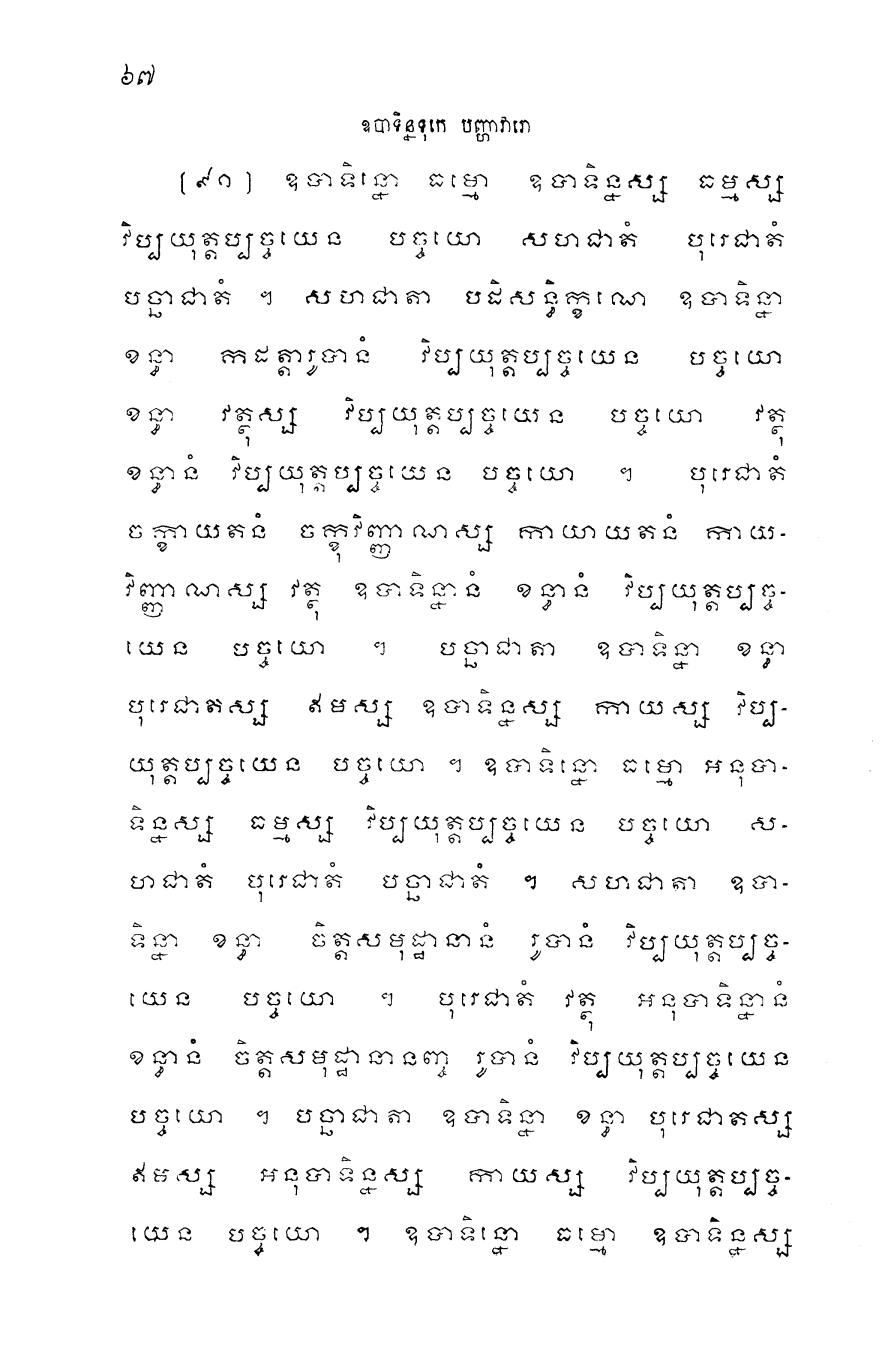 ៦៧
ឧបាទិន្នទុកេ បញ្ហាវារោ
[៩១] ឧបាទិន្នោ ធម្មោ ឧបាទិន្នស្ស ធម្មស្ស
វិប្បយុត្តប្បច្ចយេន បច្ចយោ សហជាតំ បុរេជាតំ
បច្ឆាជាតំ ។ សហជាតា បដិសន្ធិក្ខណេ ឧបាទិន្នា
ខន្ធា កដត្តារូបានំ វិប្បយុត្តប្បច្ចយេន បច្ចយោ
ខន្ធា វត្ថុស្ស វិប្បយុត្តប្បច្ចយេន បច្ចយោ វត្ថុ
ខន្ធានំ វិប្បយុត្តប្បច្ចយេន បច្ចយោ ។ បុរេជាតំ
ចក្ខាយតនំ ចក្ខុវិញ្ញាណស្ស កាយាយតនំ កាយ-
វិញ្ញាណស្ស វត្ថុ ឧបាទិន្នានំ ខន្ធានំ វិប្បយុត្តប្បច្ច-
យេន បច្ចយោ ។ បច្ឆាជាតា ឧបាទិន្នា ខន្ធា
បុរេជាតស្ស ឥមស្ស ឧបាទិន្នស្ស កាយស្ស វិប្ប-
យុត្តប្បច្ចយេន បច្ចយោ ។ ឧបាទិន្នោ ធម្មោ អនុបា-
ទិន្នស្ស ធម្មស្ស វិប្បយុត្តប្បច្ចយេន បច្ចយោ ស-
ហជាតំ បុរេជាតំ បច្ឆាជាតំ ។ សហជាតា ឧបា-
ទិន្នា ខន្ធា ចិត្តសមុដ្ឋានានំ រូបានំ វិប្បយុត្តប្បច្ច-
យេន បច្ចយោ ។ បុរេជាតំ វត្ថុ អនុបាទិន្នានំ
ខន្ធានំ ចិត្តសមុដ្ឋានានញ្ច រូបានំ វិប្បយុត្តប្បច្ចយេន
បច្ចយោ ។ បច្ឆាជាតា ឧបាទិន្នា ខន្ធា បុរេជាតស្ស
ឥមស្ស អនុបាទិន្នស្ស កាយស្ស វិប្បយុត្តប្បច្ច-
យេន បច្ចយោ ។ ឧបាទិន្នោ ធម្មោ ឧបាទិន្នស្ស